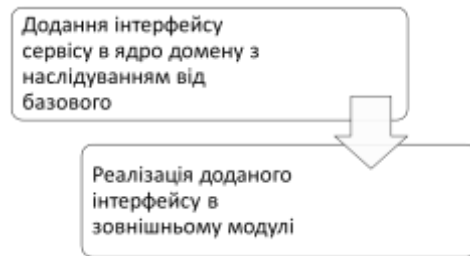 Додання інтерфейсу
сервісу в ядро домену з
наслідуванням від
базового
Реалізація доданого
інтерфейсу в
зовнішньому модулі